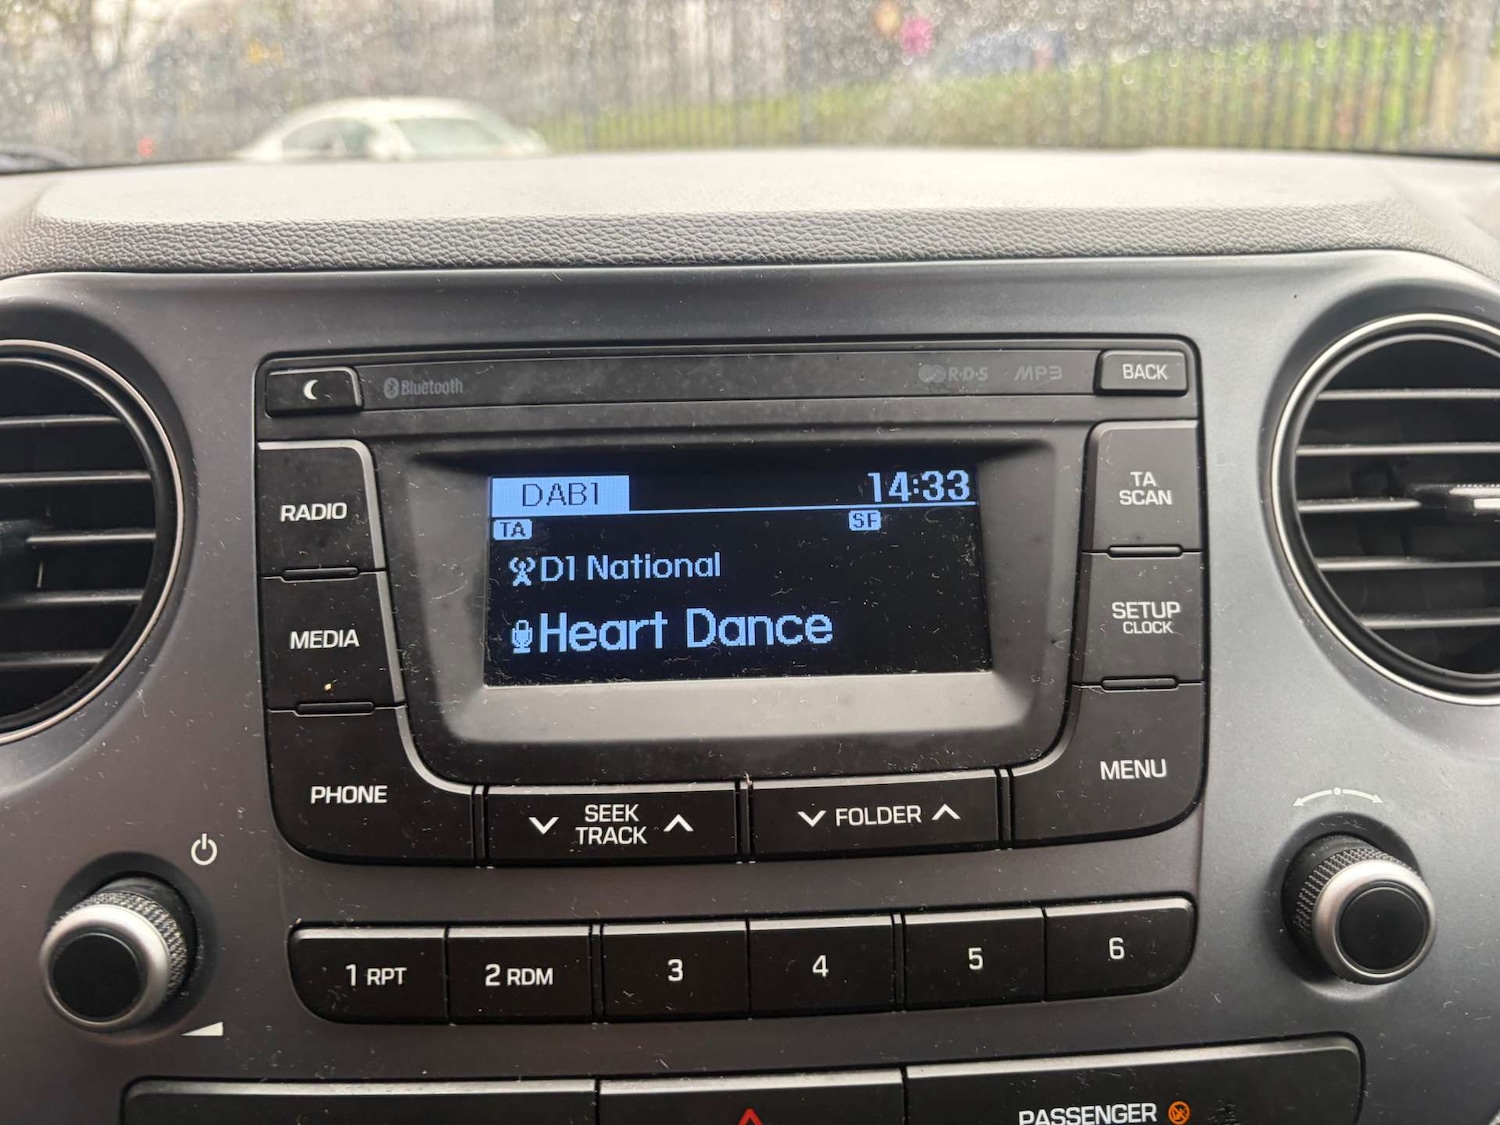 Bluetooth
R·D·S MP3
BACK
RADIO
DAB1 14:33
TA SF
D1 National
Heart Dance
TA
SCAN
MEDIA
SETUP
CLOCK
PHONE
SEEK
TRACK
FOLDER
MENU
1 RPT
2 RDM
3
4
5
6
PASSENGER